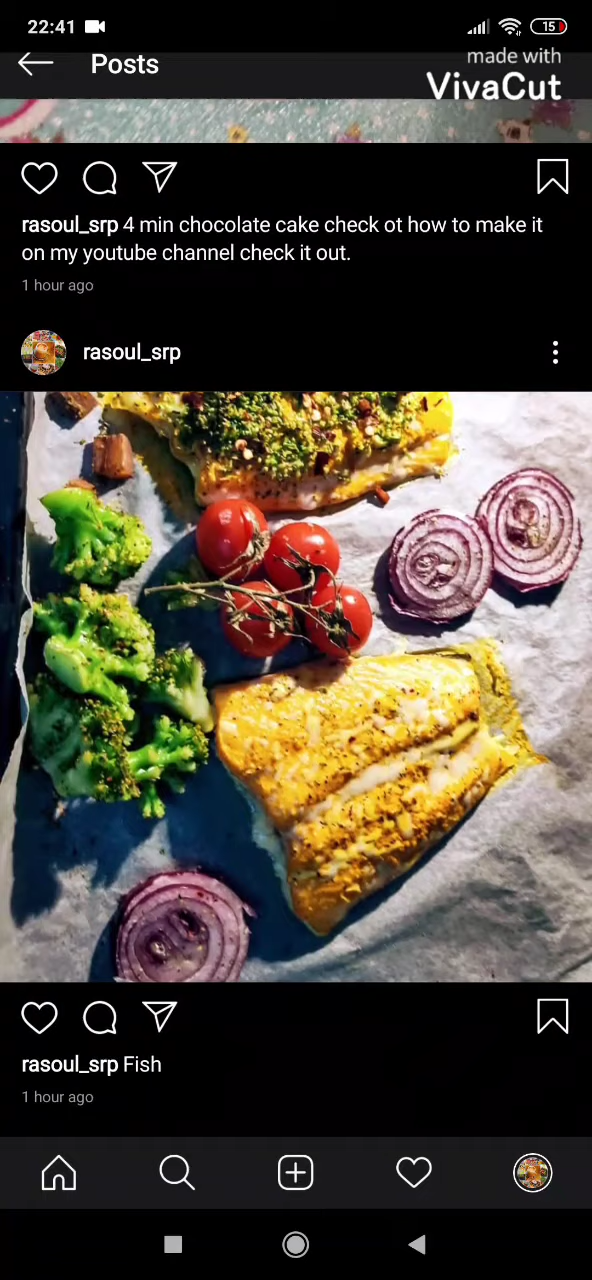 22:41
15
Posts
made with
VivaCut
rasoul_srp 4 min chocolate cake check ot how to make it
on my youtube channel check it out.
1 hour ago
rasoul_srp
rasoul_srp Fish
1 hour ago